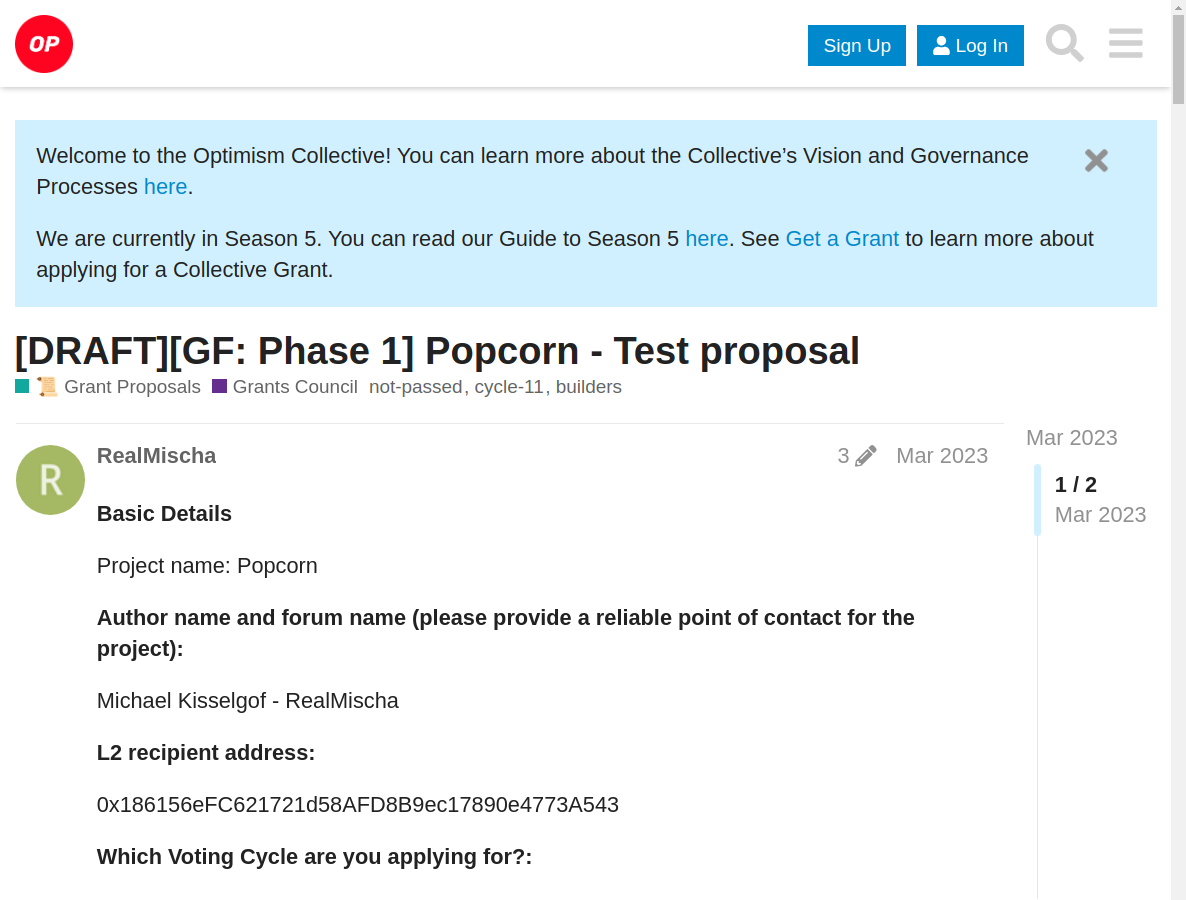 OP
Sign Up
Log In
Welcome to the Optimism Collective! You can learn more about the Collective’s Vision and Governance
Processes here.
We are currently in Season 5. You can read our Guide to Season 5 here. See Get a Grant to learn more about
applying for a Collective Grant.
[DRAFT][GF: Phase 1] Popcorn - Test proposal
📜 Grant Proposals Grants Council not-passed, cycle-11, builders
R
RealMischa 3 Mar 2023
Mar 2023
1 / 2
Mar 2023
Basic Details
Project name: Popcorn
Author name and forum name (please provide a reliable point of contact for the
project):
Michael Kisselgof - RealMischa
L2 recipient address:
0x186156eFC621721d58AFD8B9ec17890e4773A543
Which Voting Cycle are you applying for?: